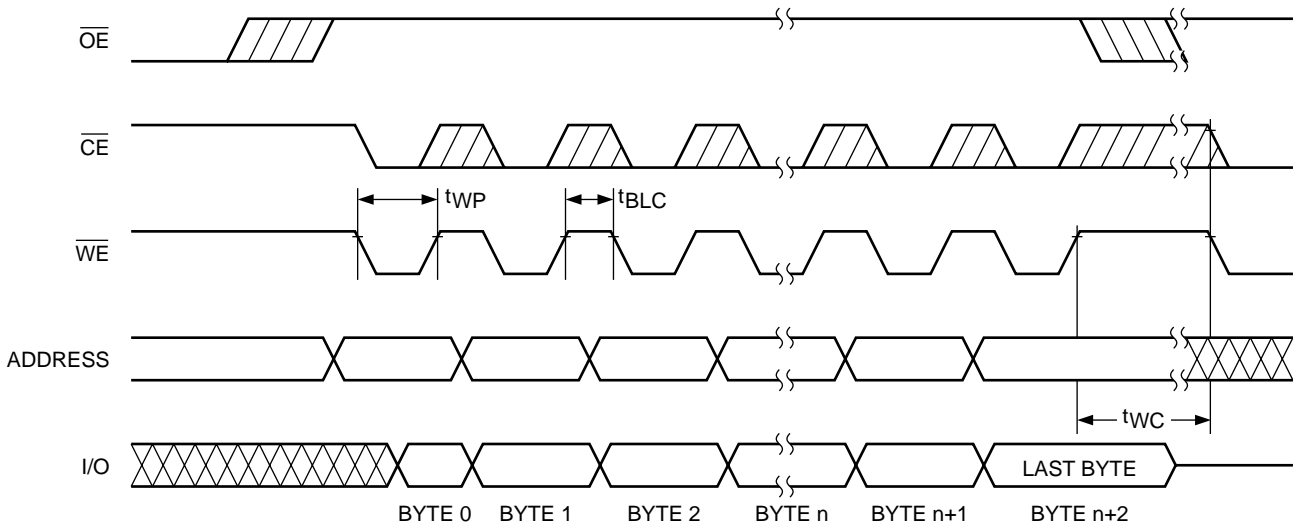 OE
CE
tWP
tBLC
WE
ADDRESS
tWC
I/O
LAST BYTE
BYTE 0 BYTE 1 BYTE 2 BYTE n BYTE n+1 BYTE n+2